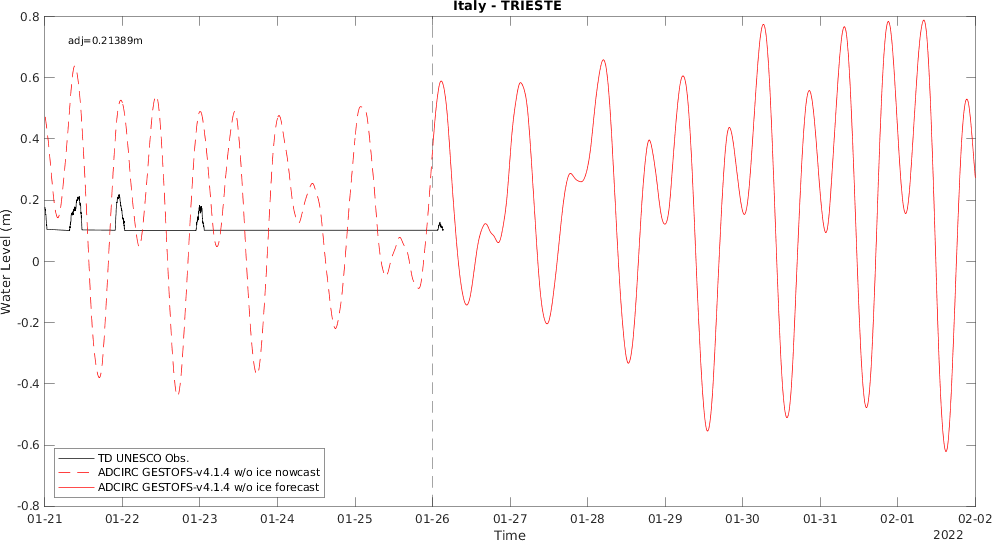 Italy - TRIESTE
adj=0.21389m
Water Level (m)
0.8
0.6
0.4
0.2
0
-0.2
-0.4
-0.6
-0.8
TD UNESCO Obs.
ADCIRC GESTOFS-v4.1.4 w/o ice nowcast
ADCIRC GESTOFS-v4.1.4 w/o ice forecast
01-21 01-22 01-23 01-24 01-25 01-26 01-27 01-28 01-29 01-30 01-31 02-01 02-02
Time
2022